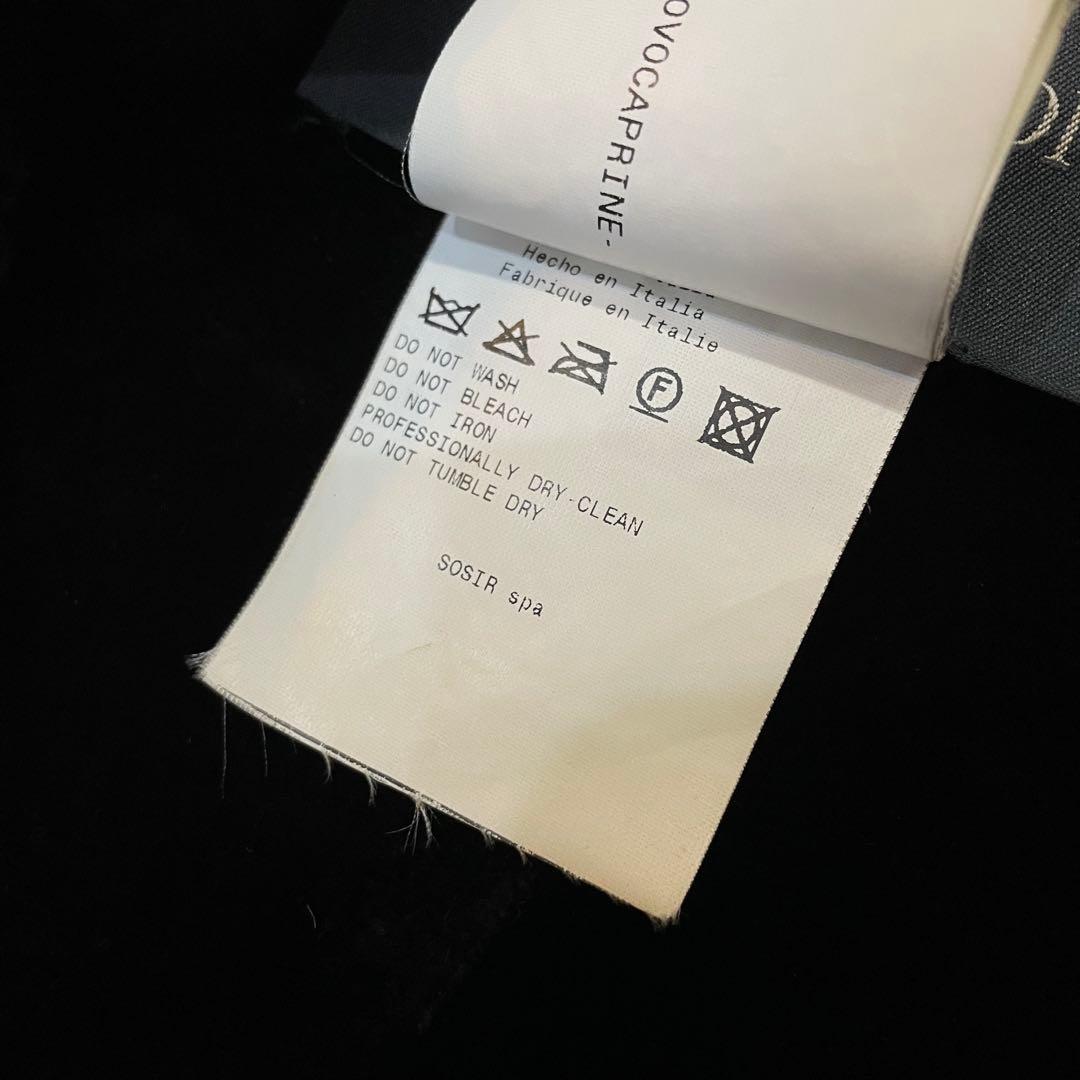 OVOCAPRINE-
Hecho en Italia
Fabrique en Italie
F
DO NOT WASH
DO NOT BLEACH
DO NOT IRON
PROFESSIONALLY DRY-CLEAN
DO NOT TUMBLE DRY
SOSIR spa